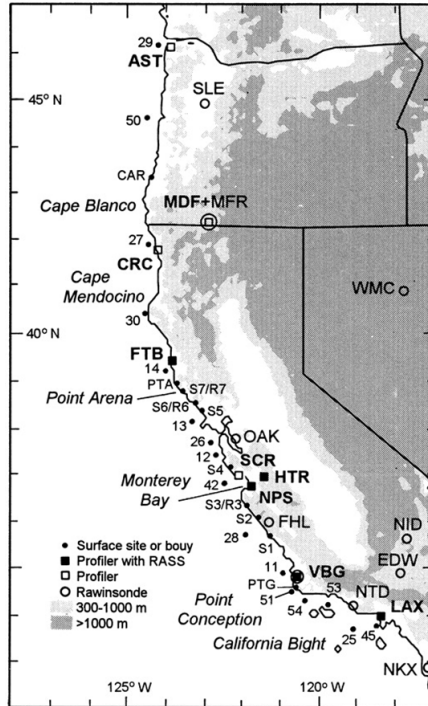 29
AST
SLE
45° N
50
CAR
Cape Blanco
MDF+MFR
27
CRC
Cape
Mendocino
WMC
30
40° N
FTB
14
PTA
S7/R7
Point Arena
S6/R6
S5
13
26
OAK
12
SCR
S4
Monterey
Bay
42
HTR
NPS
S3/R3
S2
FHL
28
S1
NID
Surface site or bouy
Profiler with RASS
Profiler
Rawinsonde
300-1000 m
>1000 m
11
VBG
EDW
PTG
53
51
NTD
LAX
Point
Conception
54
25
45
California Bight
NKX
125° W
120° W